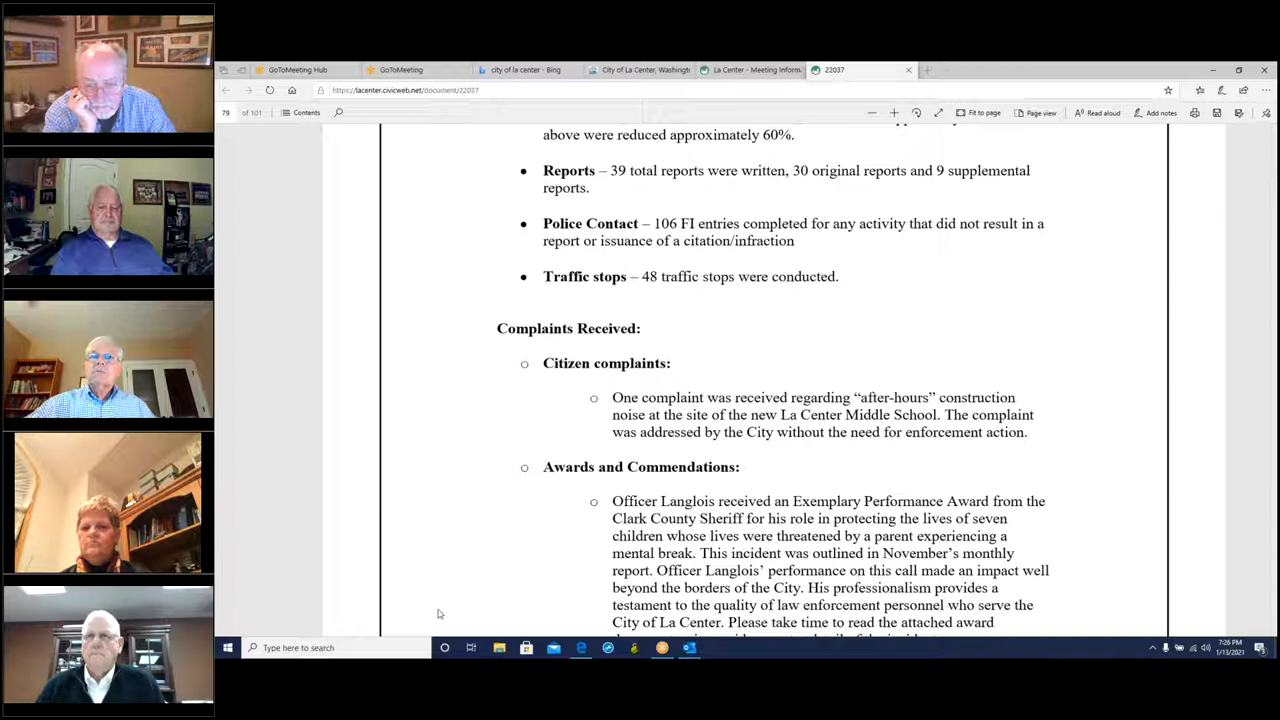 GoToMeeting Hub
GoToMeeting
city of la center - Bing
City of La Center, Washingt
La Center - Meeting Inform
22037
https://lacenter.civicweb.net/document/22037
79 of 101
Contents
Fit to page
Page view
Read aloud
Add notes
above were reduced approximately 60%.
• Reports – 39 total reports were written, 30 original reports and 9 supplemental
reports.
• Police Contact – 106 FI entries completed for any activity that did not result in a
report or issuance of a citation/infraction
• Traffic stops – 48 traffic stops were conducted.
Complaints Received:
o Citizen complaints:
o One complaint was received regarding “after-hours” construction
noise at the site of the new La Center Middle School. The complaint
was addressed by the City without the need for enforcement action.
o Awards and Commendations:
o Officer Langlois received an Exemplary Performance Award from the
Clark County Sheriff for his role in protecting the lives of seven
children whose lives were threatened by a parent experiencing a
mental break. This incident was outlined in November’s monthly
report. Officer Langlois’ performance on this call made an impact well
beyond the borders of the City. His professionalism provides a
testament to the quality of law enforcement personnel who serve the
City of La Center. Please take time to read the attached award
Type here to search
7:26 PM
1/13/2021